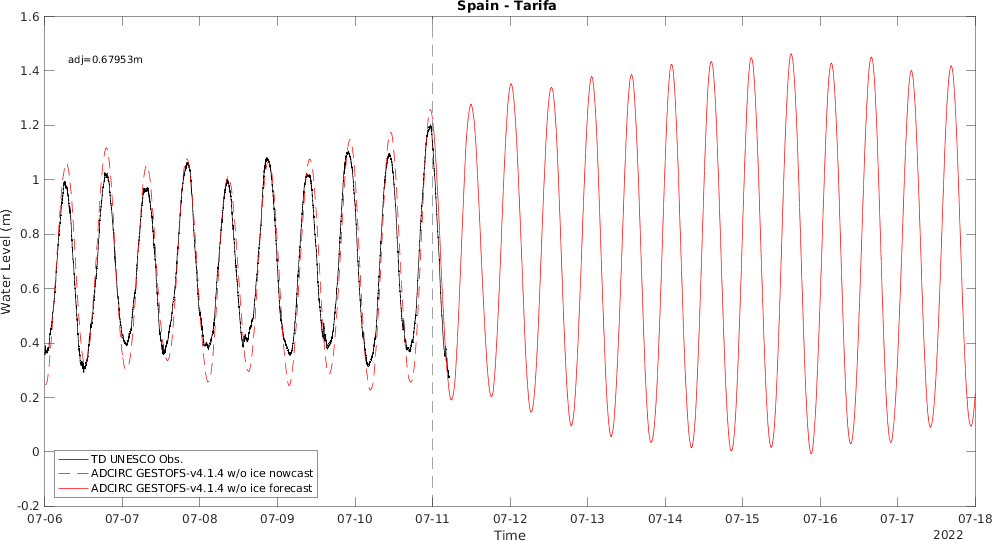 Spain - Tarifa
adj=0.67953m
Water Level (m)
1.6
1.4
1.2
1
0.8
0.6
0.4
0.2
0
-0.2
TD UNESCO Obs.
ADCIRC GESTOFS-v4.1.4 w/o ice nowcast
ADCIRC GESTOFS-v4.1.4 w/o ice forecast
07-06 07-07 07-08 07-09 07-10 07-11 07-12 07-13 07-14 07-15 07-16 07-17 07-18
Time
2022